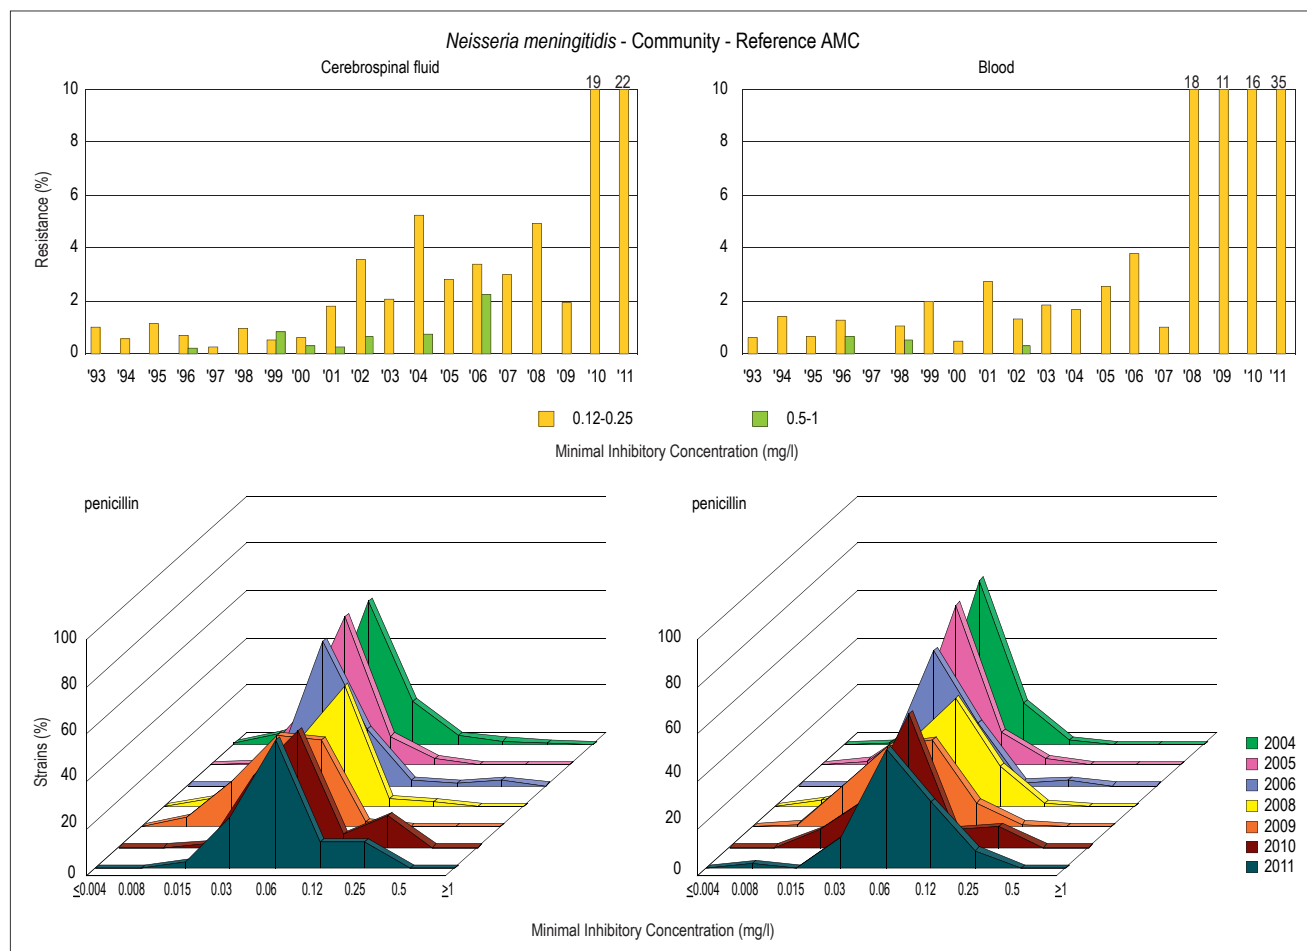 Neisseria meningitidis - Community - Reference AMC
Cerebrospinal fluid
Blood
Resistance (%)
10
8
6
4
2
0
19 22
'93 '94 '95 '96 '97 '98 '99 '00 '01 '02 '03 '04 '05 '06 '07 '08 '09 '10 '11
10
8
6
4
2
0
18 11 16 35
'93 '94 '95 '96 '97 '98 '99 '00 '01 '02 '03 '04 '05 '06 '07 '08 '09 '10 '11
0.12-0.25 0.5-1
Minimal Inhibitory Concentration (mg/l)
penicillin
penicillin
Strains (%)
100
80
60
40
20
0
≤0.004 0.008 0.015 0.03 0.06 0.12 0.25 0.5 ≥1
100
80
60
40
20
0
≤0.004 0.008 0.015 0.03 0.06 0.12 0.25 0.5 ≥1
2004
2005
2006
2008
2009
2010
2011
Minimal Inhibitory Concentration (mg/l)